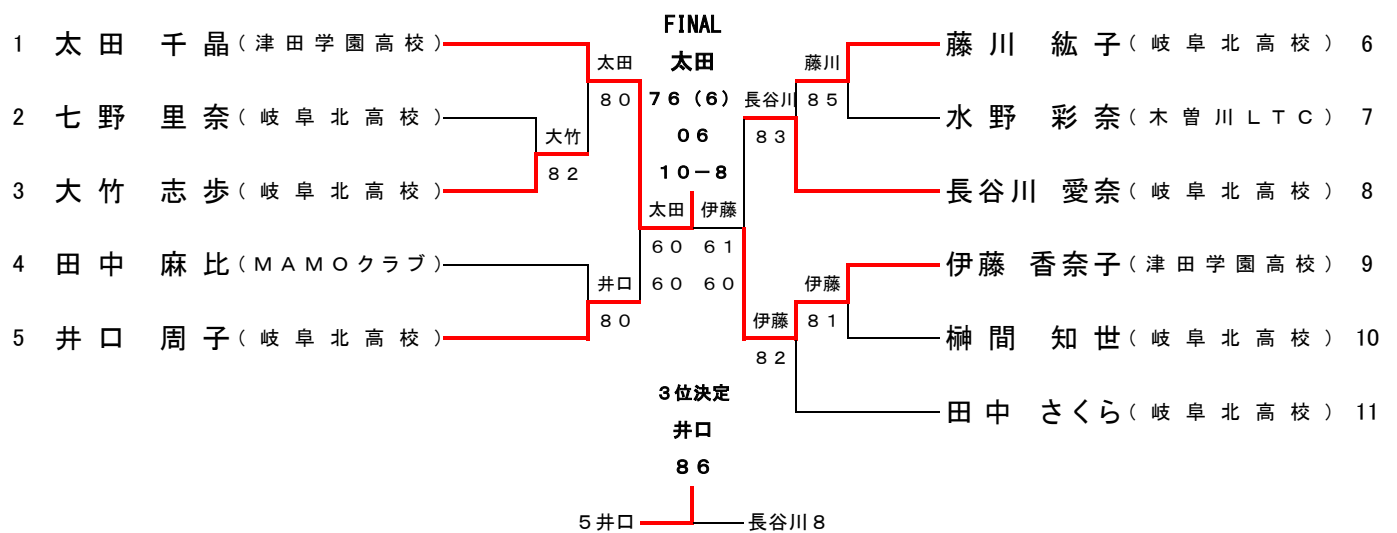 FINAL
1 太田 千晶(津田学園高校)
太田
80
2 七野 里奈(岐阜北高校)
大竹
82
3 大竹 志歩(岐阜北高校)
4 田中 麻比(MAMOクラブ)
井口
80
5 井口 周子(岐阜北高校)
太田
76(6)
06
10-8
太田 伊藤
60 61
60 60
藤川 紘子(岐阜北高校) 6
藤川
85
水野 彩奈(木曽川LTC) 7
長谷川
83
長谷川 愛奈(岐阜北高校) 8
伊藤 香奈子(津田学園高校) 9
伊藤
81
榊間 知世(岐阜北高校) 10
伊藤
82
田中 さくら(岐阜北高校) 11
3位決定
井口
86
5井口 長谷川8